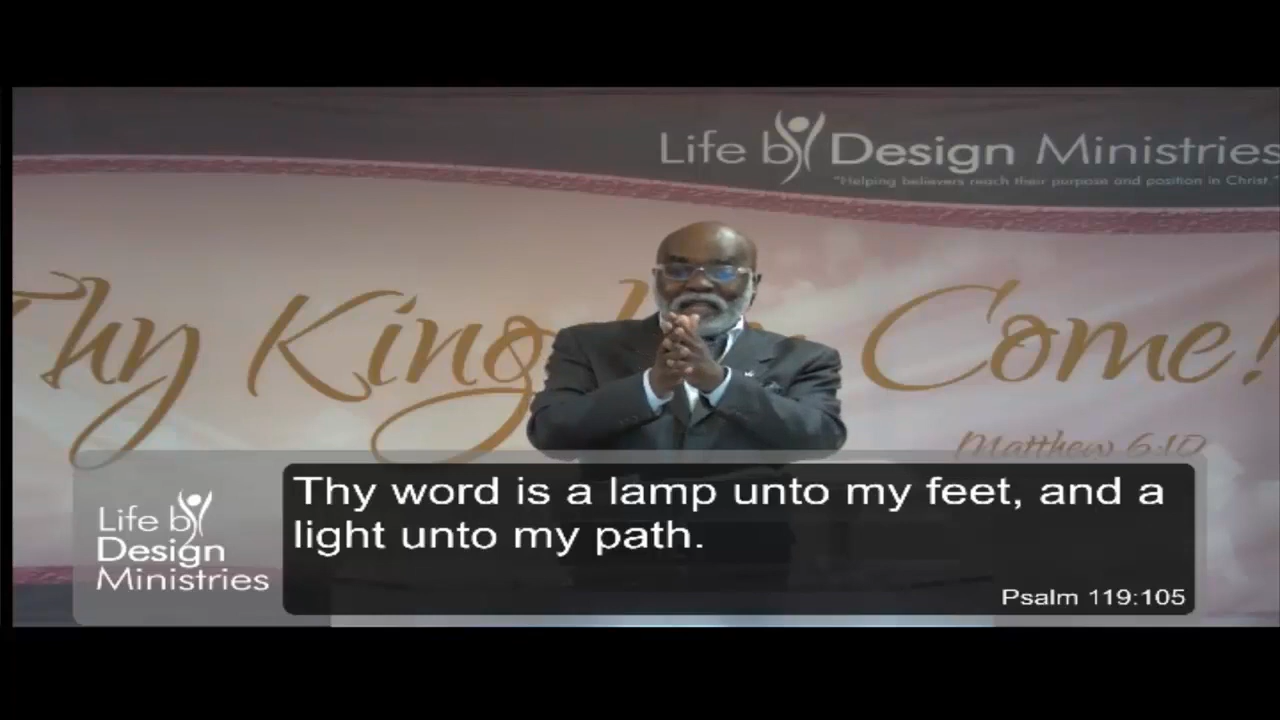 Life by Design Ministries
"Helping believers reach their purpose and position in Christ."
Thy Kingdom Come!
Matthew 6:10
Life by
Design
Ministries
Thy word is a lamp unto my feet, and a
light unto my path.
Psalm 119:105